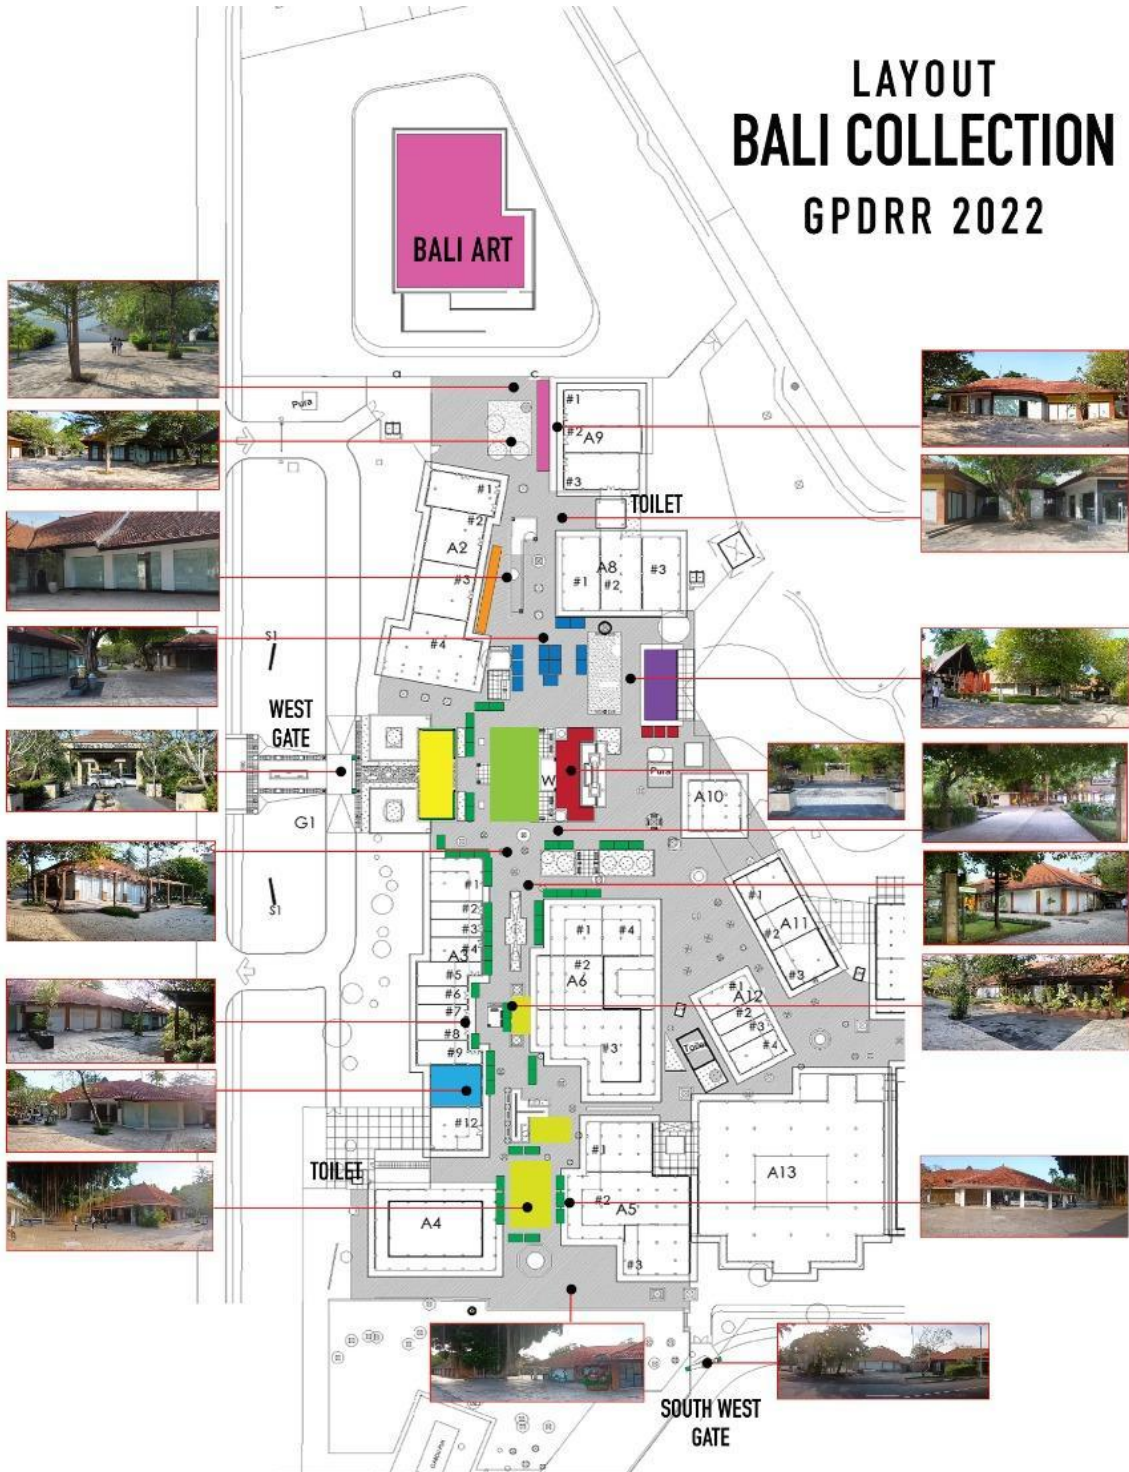 LAYOUT
BALI COLLECTION
GPDRR 2022
BALI ART
a
c
Pura
#1
#2
A9
#3
#1
#2
TOILET
A2
A8
#3
#1
#2
#3
#4
S1
WEST
GATE
W
Pura
A10
G1
#1
#1
A11
S1
#2
#1
#4
#2
#3
#4
A3
#2
#3
#5
A6
#1
A12
#6
#2
#7
#3
#8
#3
#4
#9
Toilet
#12
#1
TOILET
A13
#2
A4
A5
#3
SOUTH WEST
GATE